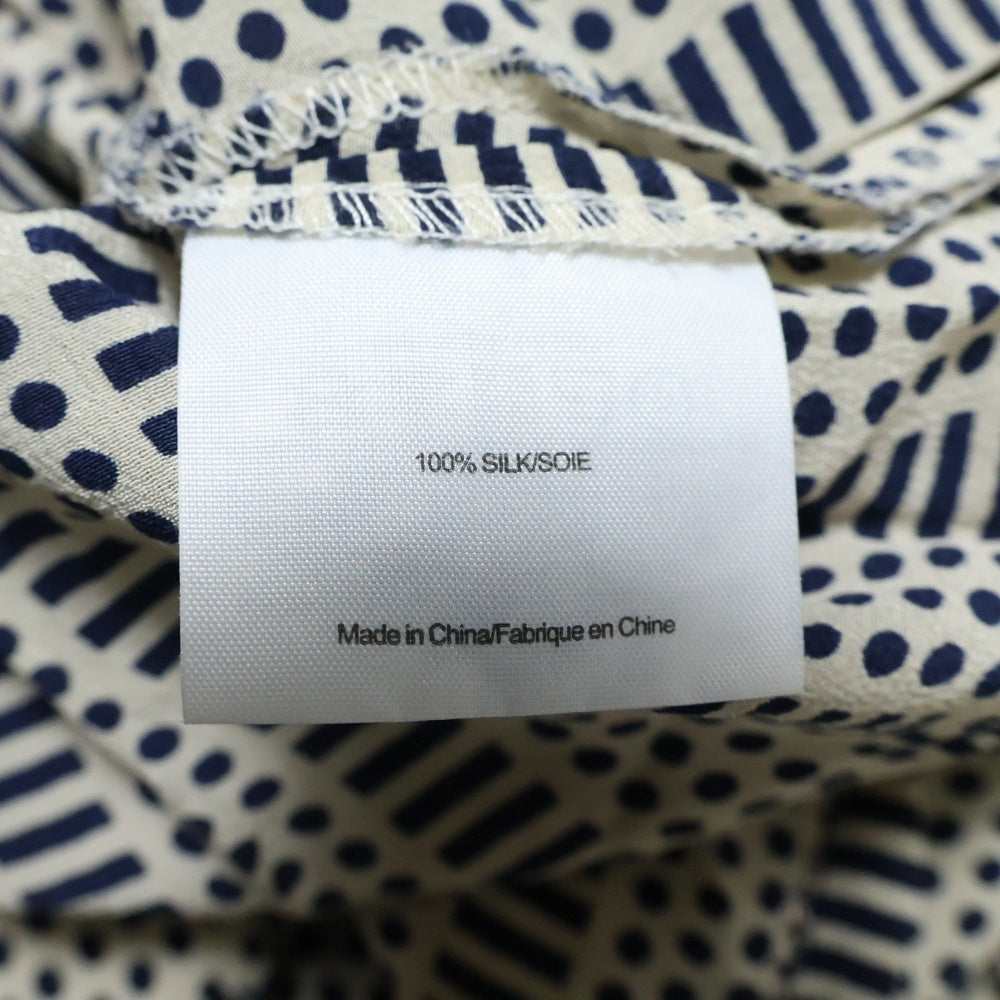 100% SILK/SOIE
Made in China/Fabrique en Chine